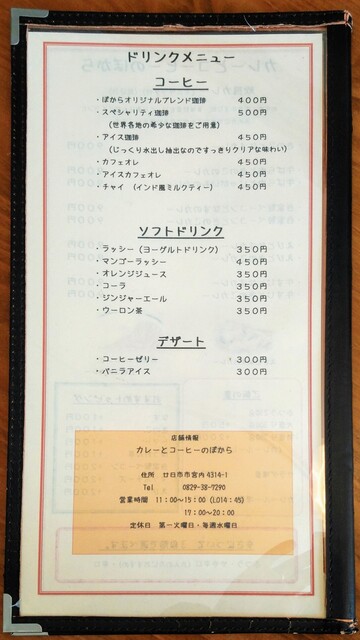 ドリンクメニュー
コーヒー
・ぽからオリジナルブレンド珈琲 400円
・スペシャリティ珈琲 500円
(世界各地の希少な珈琲をご用意)
・アイス珈琲 450円
(じっくり水出し抽出なのですっきりクリアな味わい)
・カフェオレ 450円
・アイスカフェオレ 450円
・チャイ (インド風ミルクティー) 450円
ソフトドリンク
・ラッシー (ヨーグルトドリンク) 350円
・マンゴーラッシー 450円
・オレンジジュース 350円
・コーラ 350円
・ジンジャーエール 350円
・ウーロン茶 350円
デザート
・コーヒーゼリー 300円
・バニラアイス 300円
店舗情報
カレーとコーヒーのぽから
住所 廿日市市宮内4314-1
Tel 0829-38-7290
営業時間 11:00~15:00 (LO14:45)
17:00~20:00
定休日 第一火曜日・毎週水曜日